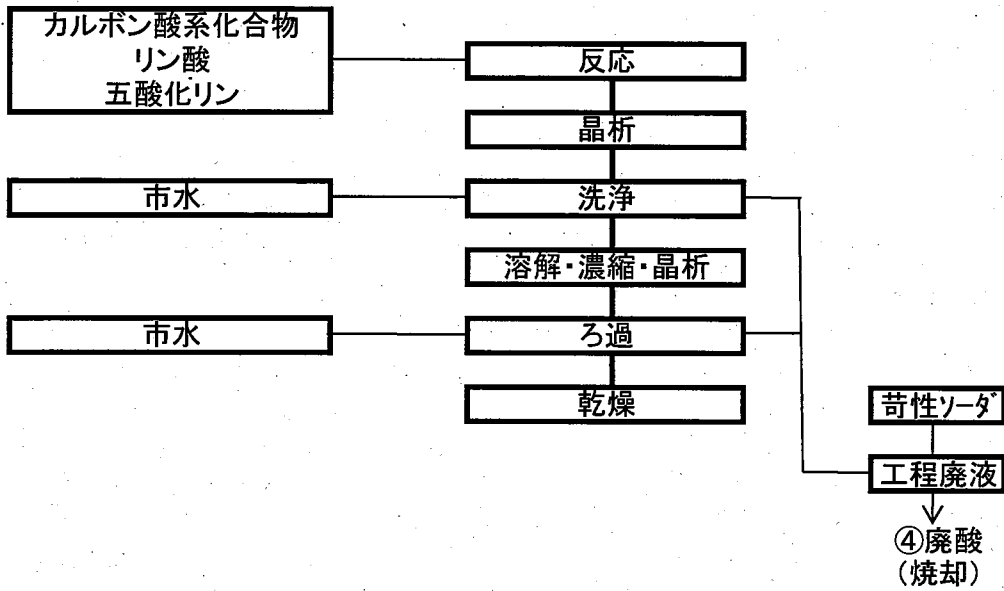 カルボン酸系化合物
リン酸
五酸化リン
反応
晶析
市水
洗浄
溶解・濃縮・晶析
市水
ろ過
乾燥
苛性ソーダ
工程廃液
④廃酸
（焼却）